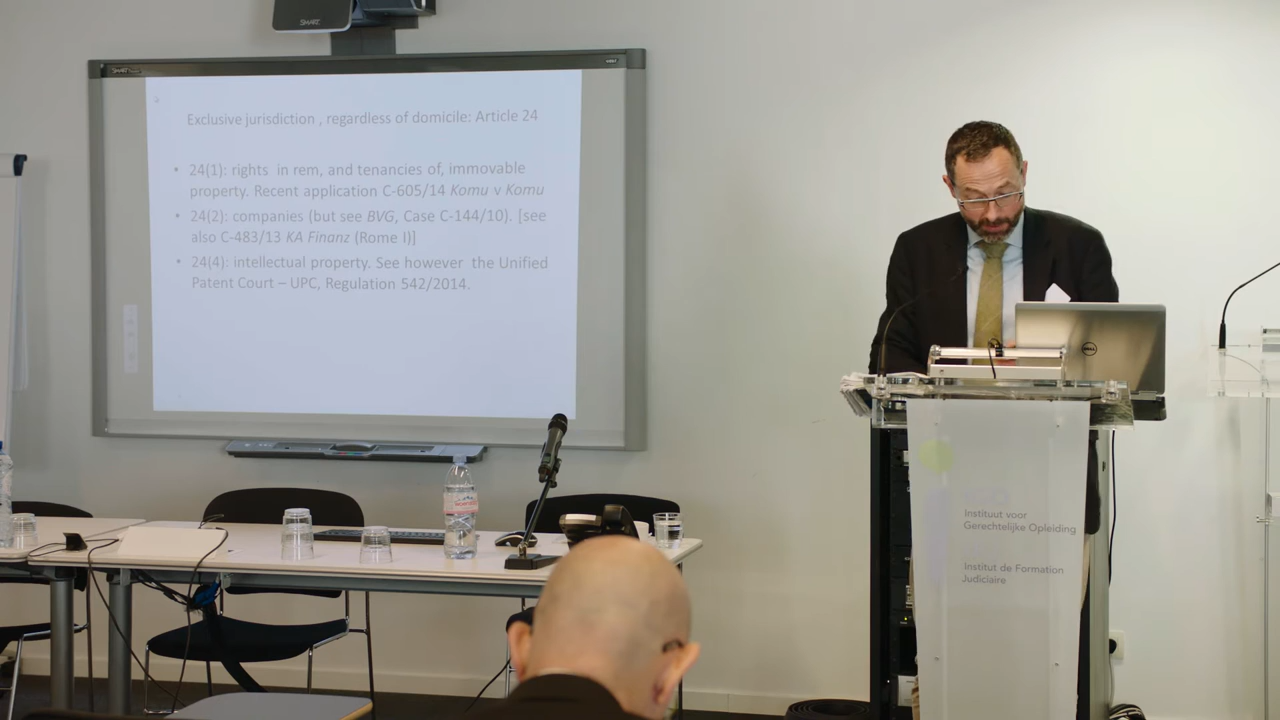 SMART
Exclusive jurisdiction , regardless of domicile: Article 24
• 24(1): rights in rem, and tenancies of, immovable
property. Recent application C-605/14 Komu v Komu
• 24(2): companies (but see BVG, Case C-144/10). [see
also C-483/13 KA Finanz (Rome I)]
• 24(4): intellectual property. See however the Unified
Patent Court – UPC, Regulation 542/2014.
DELL
Instituut voor
Gerechtelijke Opleiding
Institut de Formation
Judiciaire